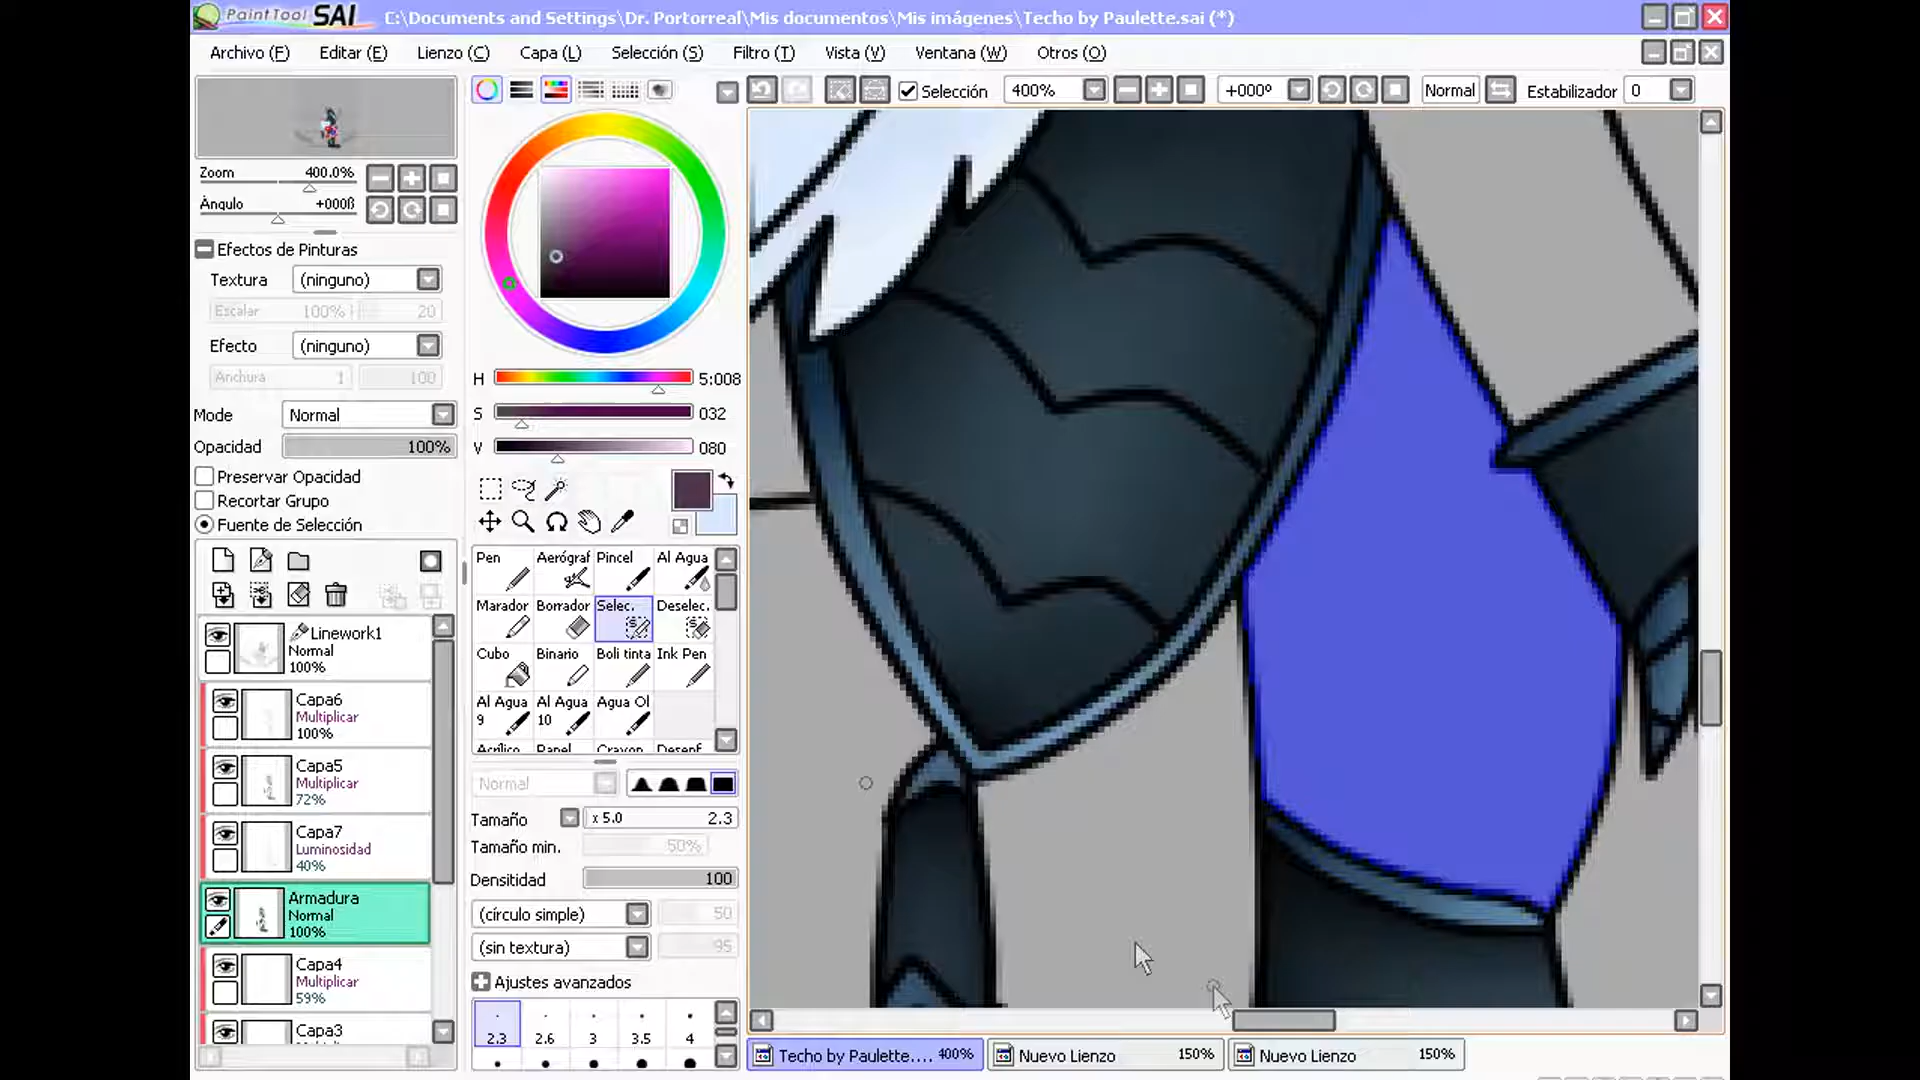 PaintTool SAI C:\Documents and Settings\Dr. Portorreal\Mis documentos\Mis imágenes\Techo by Paulette.sai (*)
Archivo (F) Editar (E) Lienzo (C) Capa (L) Selección (S) Filtro (T) Vista (V) Ventana (W) Otros (O)
Selección 400% +000º Normal Estabilizador 0
Zoom 400.0%
Ángulo +000ß
Efectos de Pinturas
Textura (ninguno)
Escalar 100% 20
Efecto (ninguno)
Anchura 1 100
Mode Normal
Opacidad 100%
Preservar Opacidad
Recortar Grupo
Fuente de Selección
Linework1
Normal
100%
Capa6
Multiplicar
100%
Capa5
Multiplicar
72%
Capa7
Luminosidad
40%
Armadura
Normal
100%
Capa4
Multiplicar
59%
Capa3
H 5:008
S 032
V 080
Pen Aerógraf Pincel Al Agua
Marador Borrador Selec. Deselec.
Cubo Binario Boli tinta Ink Pen
Al Agua 9 Al Agua 10 Agua Ol
Acrílico Papel Crayon Desenf
Normal
Tamaño x 5.0 2.3
Tamaño min. 50%
Densitidad 100
(círculo simple) 50
(sin textura) 95
Ajustes avanzados
2.3 2.6 3 3.5 4
Techo by Paulette.... 400% Nuevo Lienzo 150% Nuevo Lienzo 150%